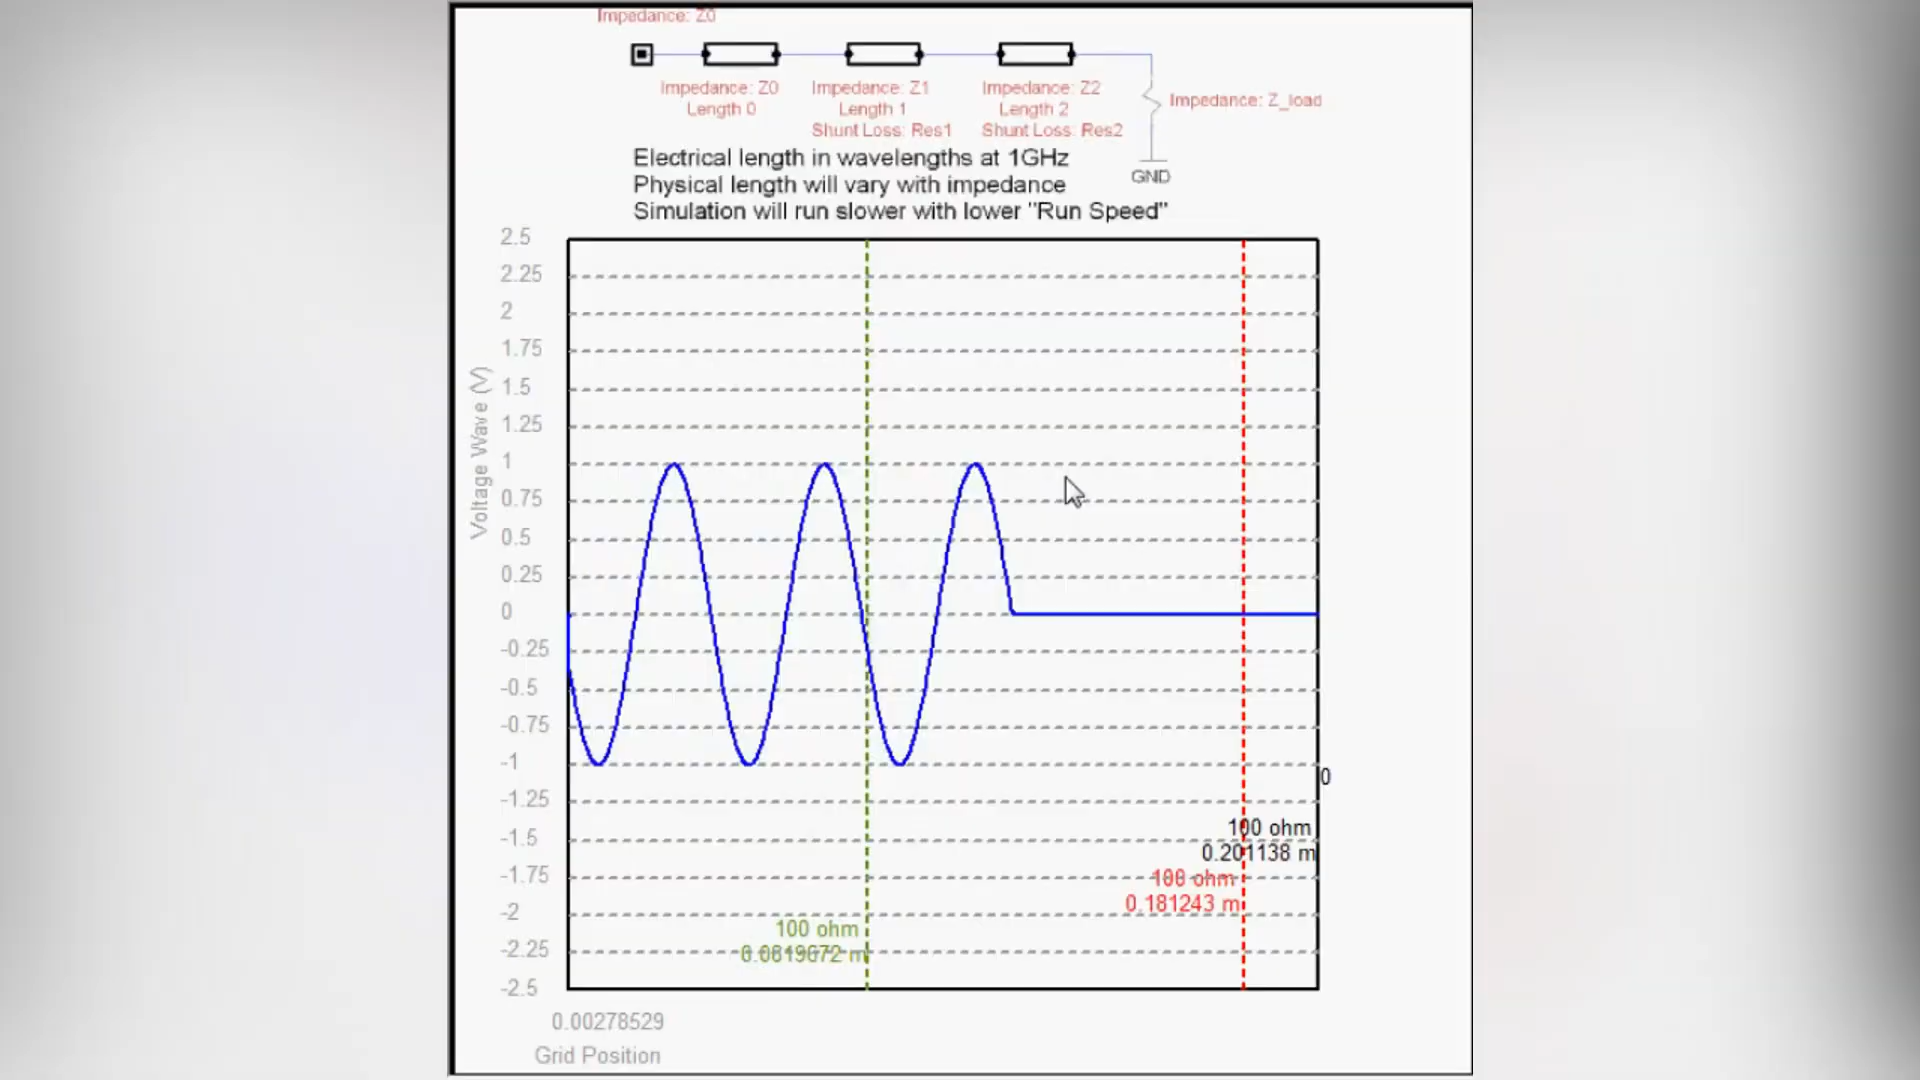 Impedance: Z0
Impedance: Z0
Length 0
Impedance: Z1
Length 1
Shunt Loss: Res1
Impedance: Z2
Length 2
Shunt Loss: Res2
Impedance: Z_load
GND
Electrical length in wavelengths at 1GHz
Physical length will vary with impedance
Simulation will run slower with lower "Run Speed"
Voltage Wave (V)
2.5
2.25
2
1.75
1.5
1.25
1
0.75
0.5
0.25
0
-0.25
-0.5
-0.75
-1
-1.25
-1.5
-1.75
-2
-2.25
-2.5
0
100 ohm
0.201138 m
100 ohm
0.181243 m
100 ohm
0.00278529
Grid Position